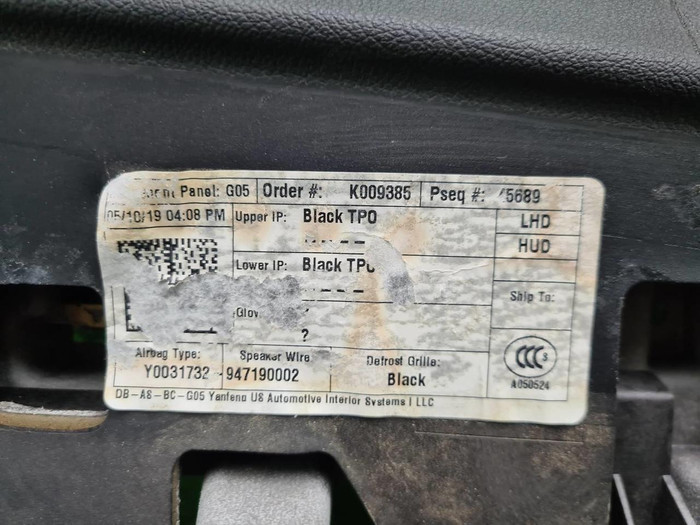 Panel: G05 Order #: K009385 Pseq #: 5689
05/10/19 04:08 PM Upper IP: Black TPO LHD
HUD
Lower IP: Black
Ship To:
?
Airbag Type: Speaker Wire Defrost Grille:
Y0031732 947190002 Black
CCC S
A050524
DB-A8-BC-G05 Yanfeng US Automotive Interior Systems I LLC